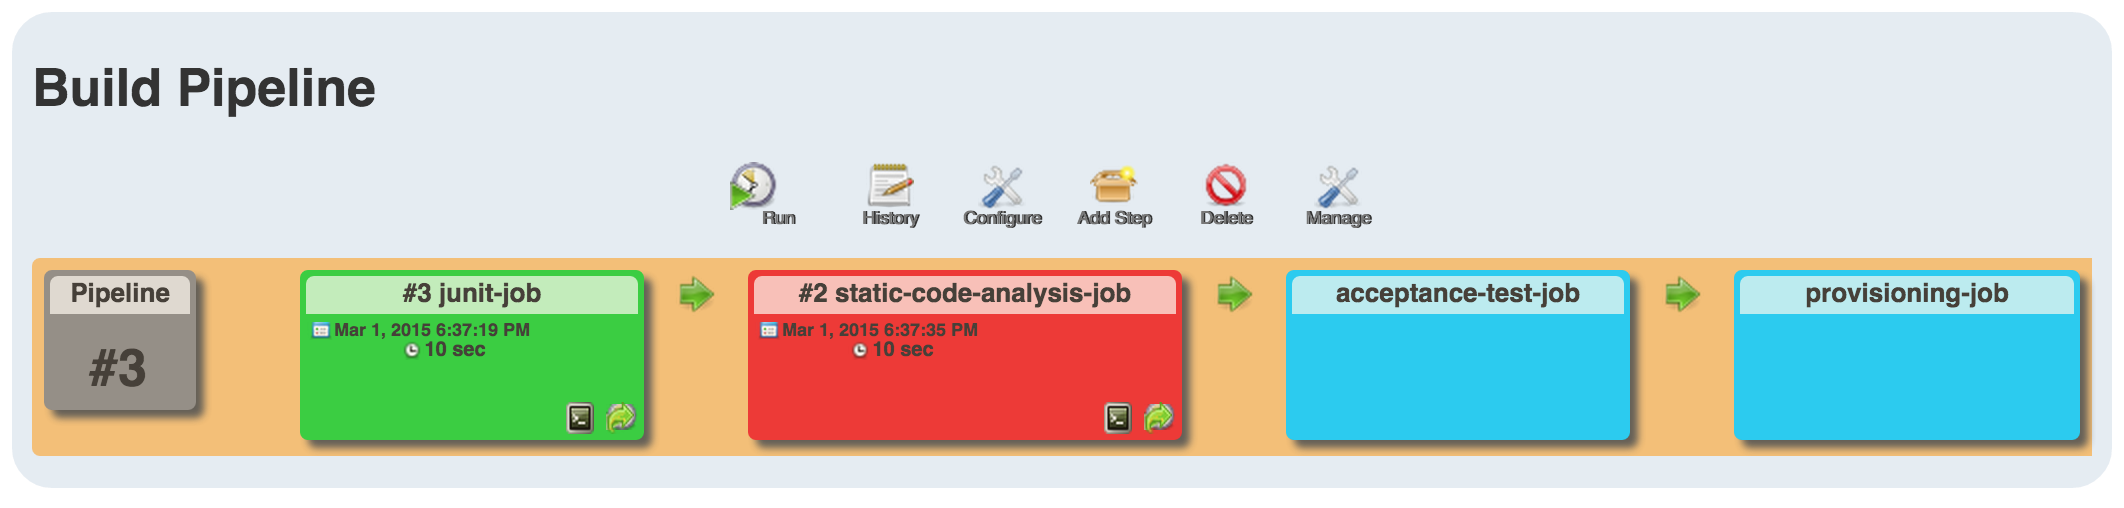 Build Pipeline
Run History Configure Add Step Delete Manage
Pipeline
#3
#3 junit-job
Mar 1, 2015 6:37:19 PM
10 sec
#2 static-code-analysis-job
Mar 1, 2015 6:37:35 PM
10 sec
acceptance-test-job
provisioning-job